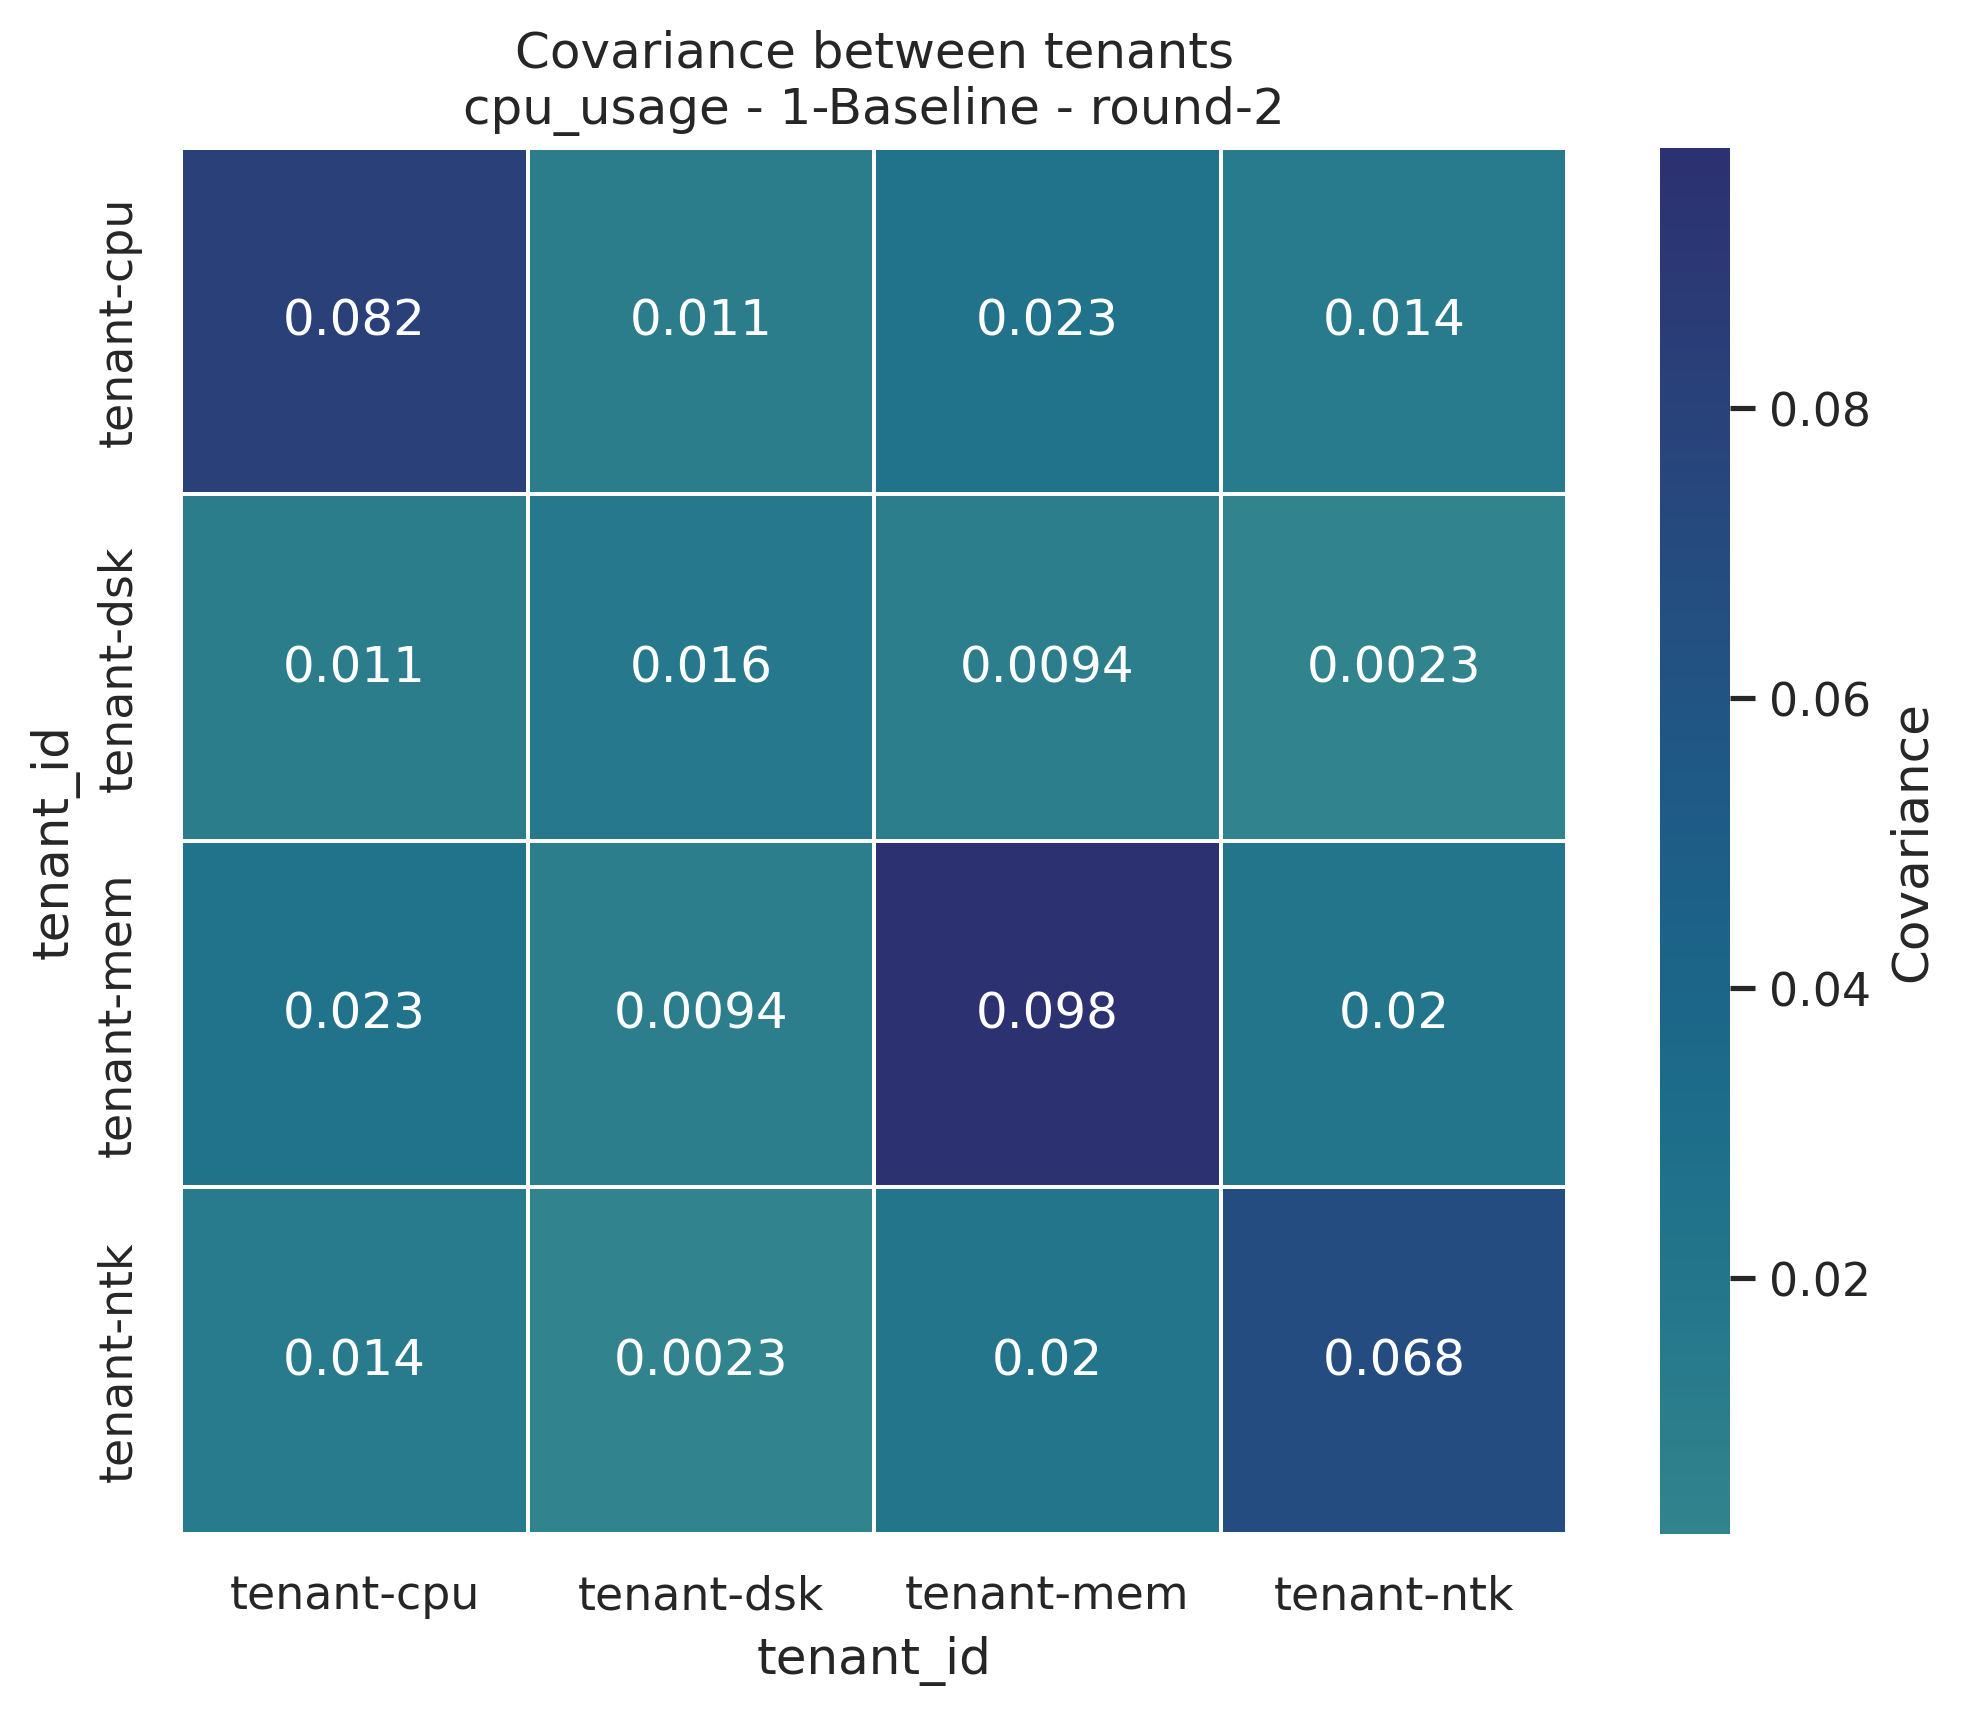 Covariance between tenants
cpu_usage - 1-Baseline - round-2
tenant_id
tenant-cpu
0.082 0.011 0.023 0.014
tenant-dsk
0.011 0.016 0.0094 0.0023
tenant-mem
0.023 0.0094 0.098 0.02
tenant-ntk
0.014 0.0023 0.02 0.068
tenant-cpu tenant-dsk tenant-mem tenant-ntk
tenant_id
0.08
0.06
0.04
0.02
Covariance